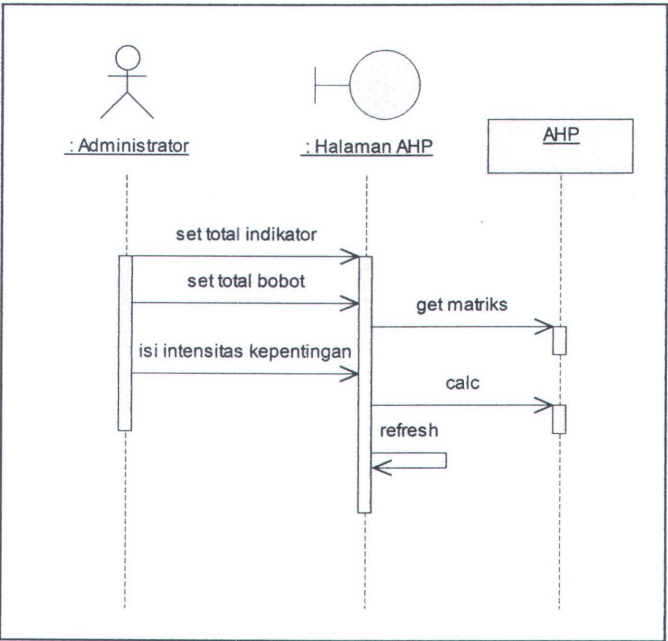 : Administrator
: Halaman AHP
AHP
set total indikator
set total bobot
get matriks
isi intensitas kepentingan
calc
refresh